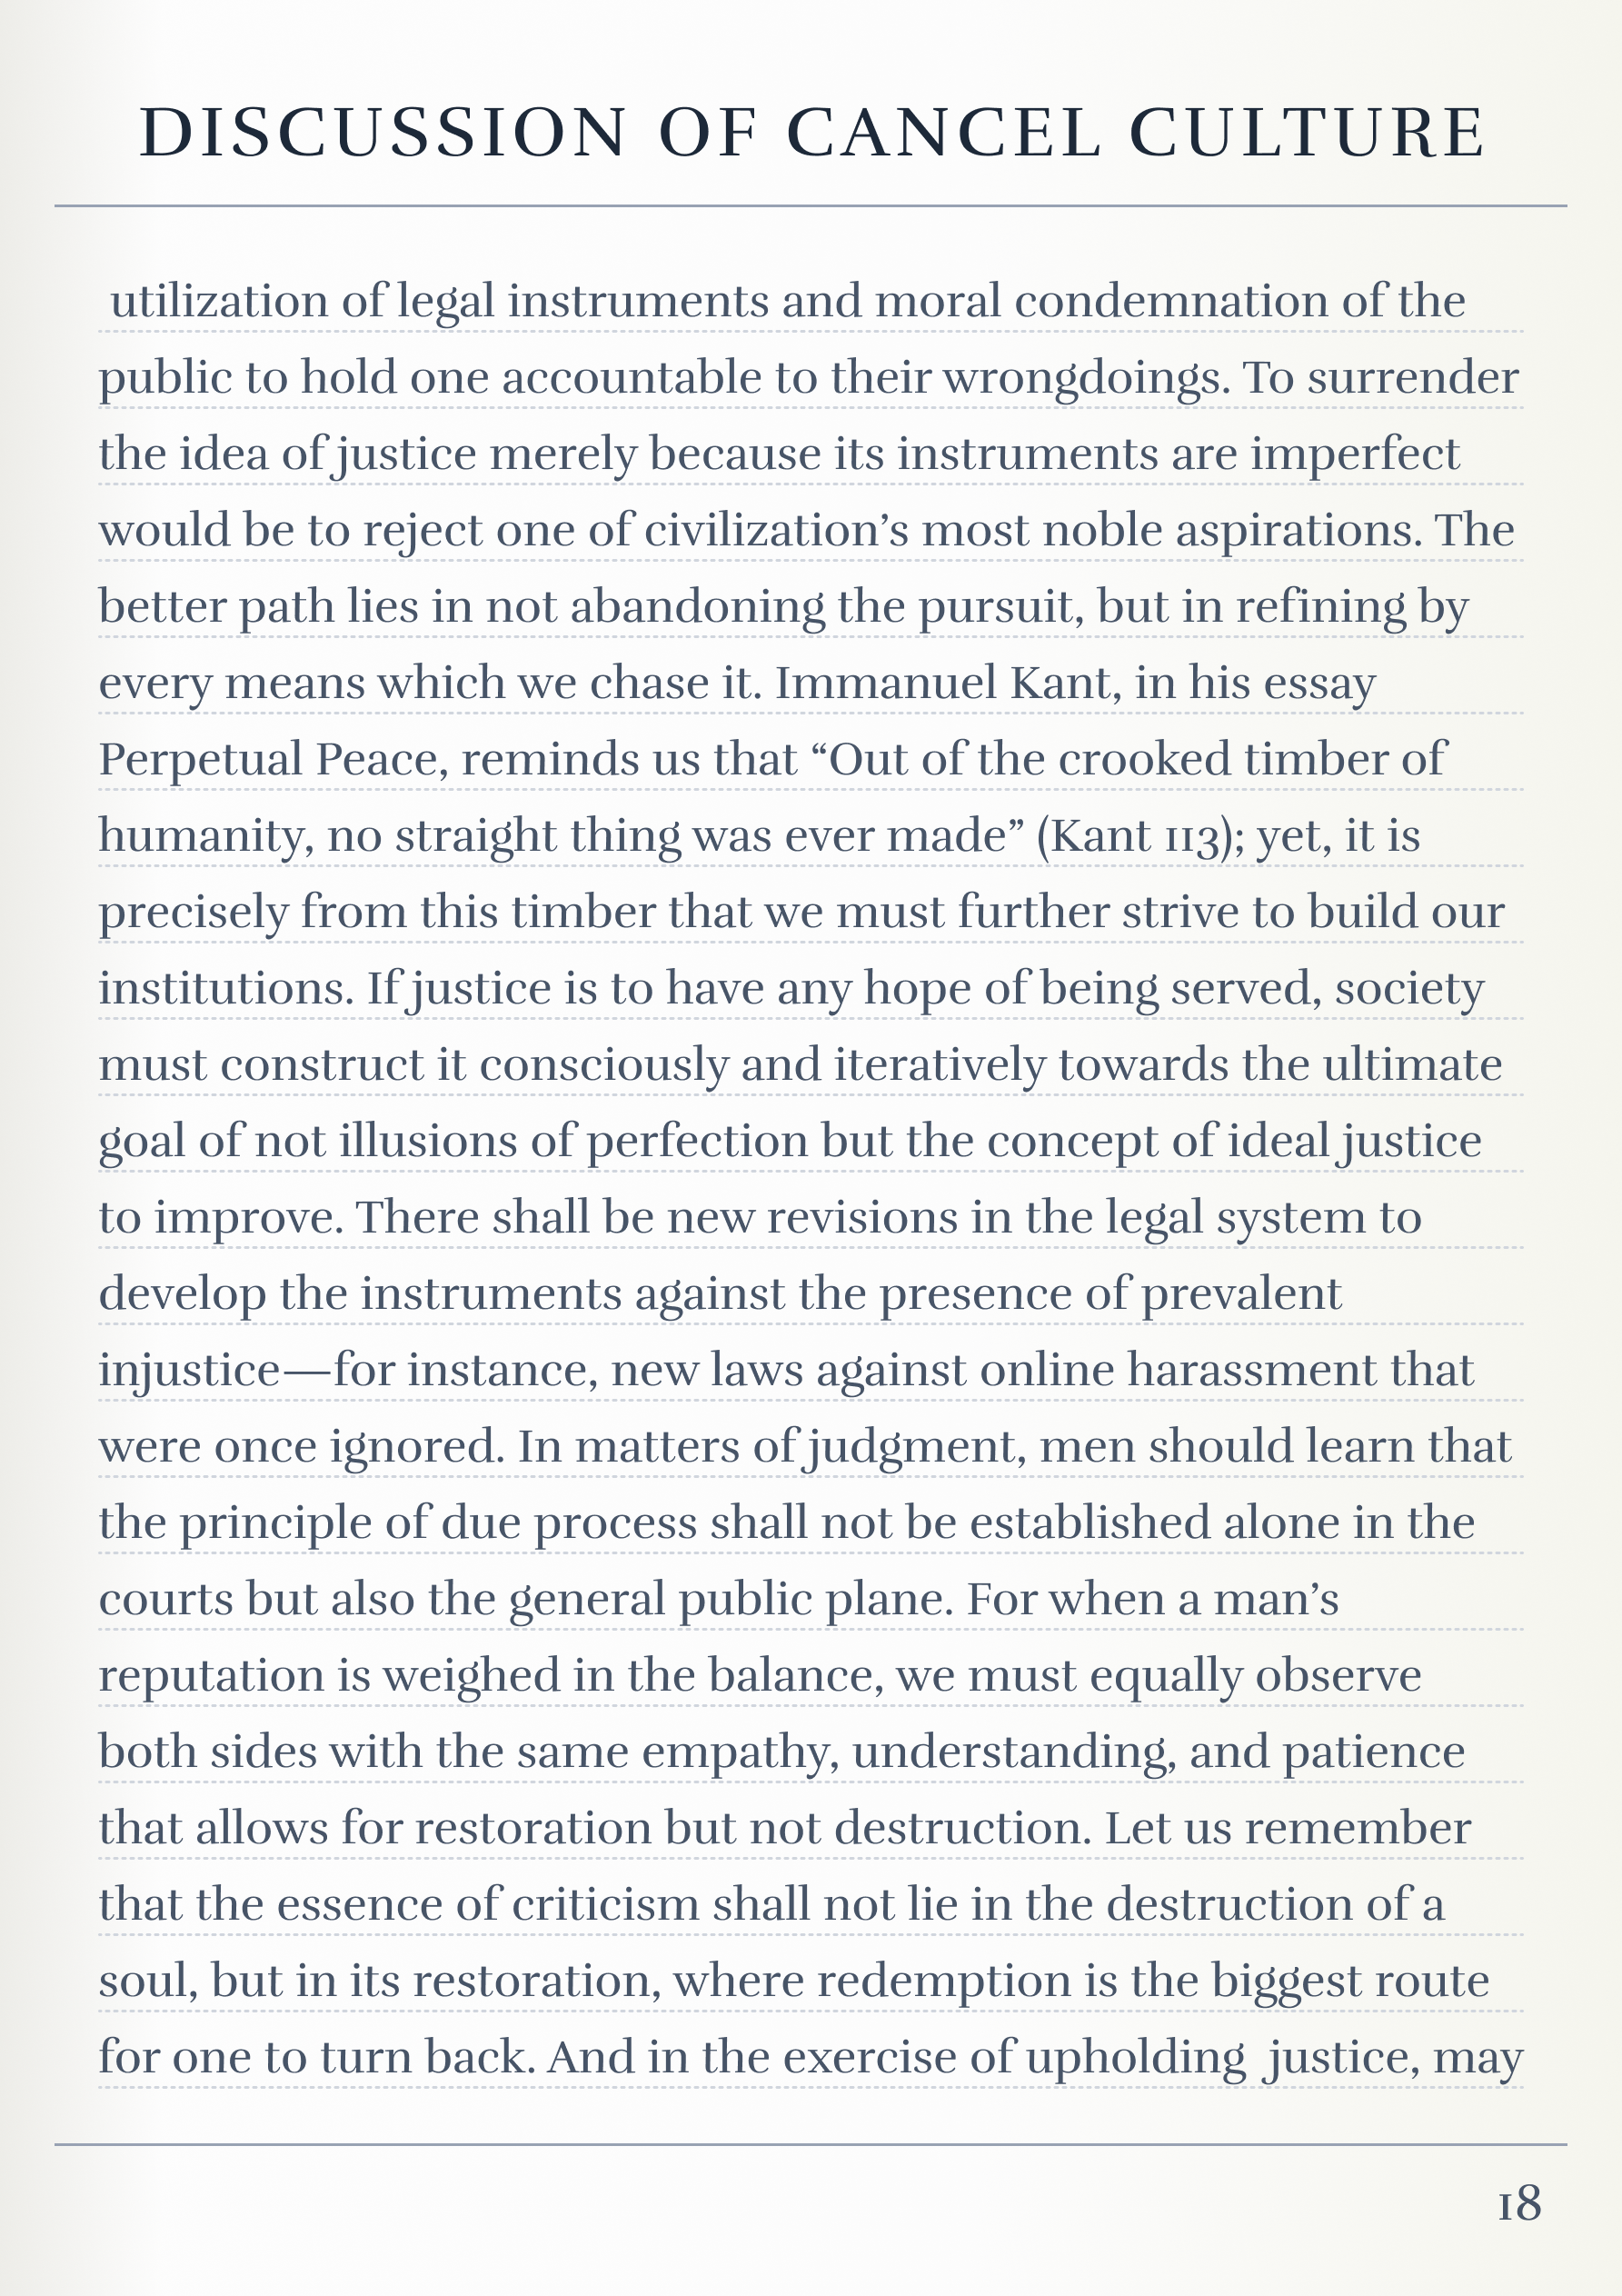 DISCUSSION OF CANCEL CULTURE
utilization of legal instruments and moral condemnation of the
public to hold one accountable to their wrongdoings. To surrender
the idea of justice merely because its instruments are imperfect
would be to reject one of civilization’s most noble aspirations. The
better path lies in not abandoning the pursuit, but in refining by
every means which we chase it. Immanuel Kant, in his essay
Perpetual Peace, reminds us that “Out of the crooked timber of
humanity, no straight thing was ever made” (Kant 113); yet, it is
precisely from this timber that we must further strive to build our
institutions. If justice is to have any hope of being served, society
must construct it consciously and iteratively towards the ultimate
goal of not illusions of perfection but the concept of ideal justice
to improve. There shall be new revisions in the legal system to
develop the instruments against the presence of prevalent
injustice—for instance, new laws against online harassment that
were once ignored. In matters of judgment, men should learn that
the principle of due process shall not be established alone in the
courts but also the general public plane. For when a man’s
reputation is weighed in the balance, we must equally observe
both sides with the same empathy, understanding, and patience
that allows for restoration but not destruction. Let us remember
that the essence of criticism shall not lie in the destruction of a
soul, but in its restoration, where redemption is the biggest route
for one to turn back. And in the exercise of upholding  justice, may
18